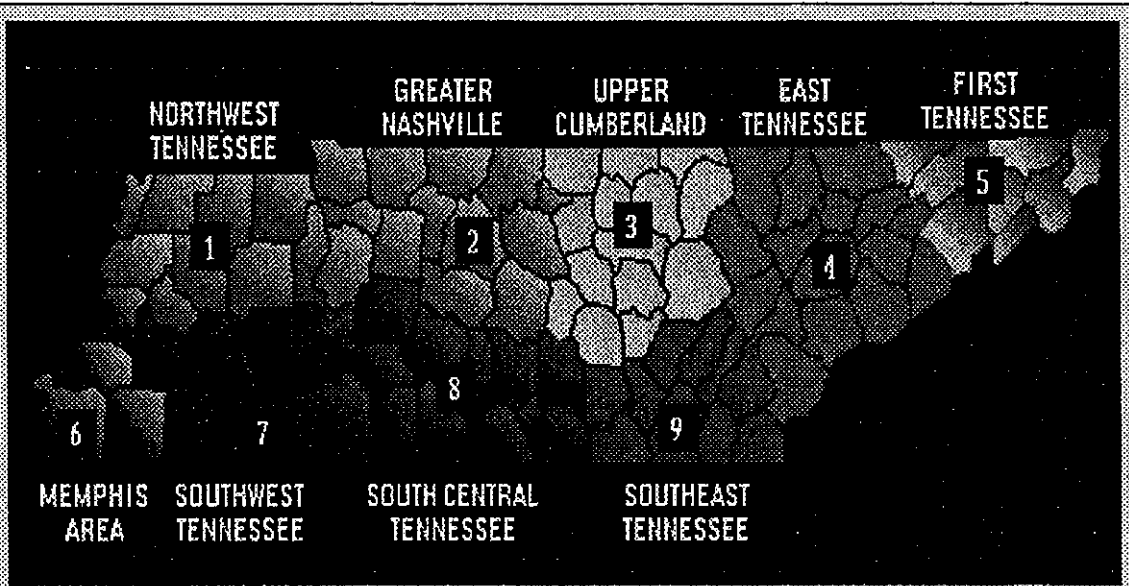 NORTHWEST
TENNESSEE
GREATER
NASHVILLE
UPPER
CUMBERLAND
EAST
TENNESSEE
FIRST
TENNESSEE
1
2
3
4
5
6
7
8
9
MEMPHIS
AREA
SOUTHWEST
TENNESSEE
SOUTH CENTRAL
TENNESSEE
SOUTHEAST
TENNESSEE